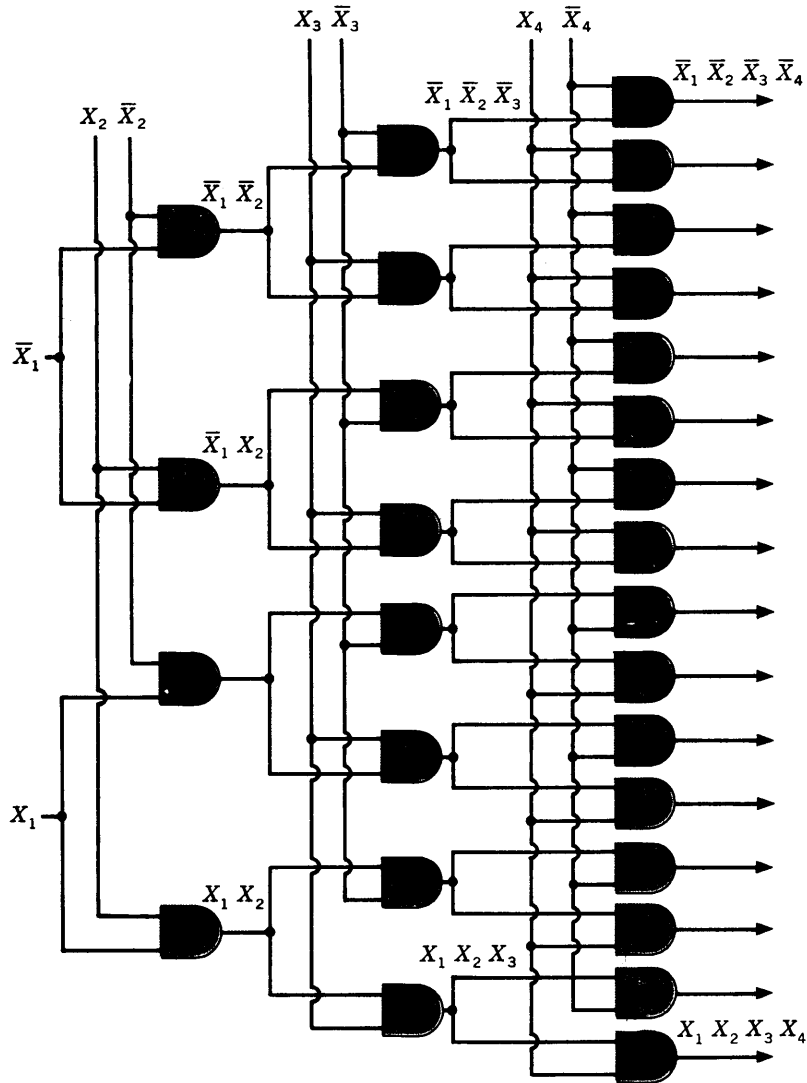 X₃ X̅₃
X₄ X̅₄
X̅₁ X̅₂ X̅₃ X̅₄
X̅₁ X̅₂ X̅₃
X₂ X̅₂
X̅₁ X̅₂
X̅₁
X̅₁ X₂
X₁
X₁ X₂
X₁ X₂ X₃
X₁ X₂ X₃ X₄